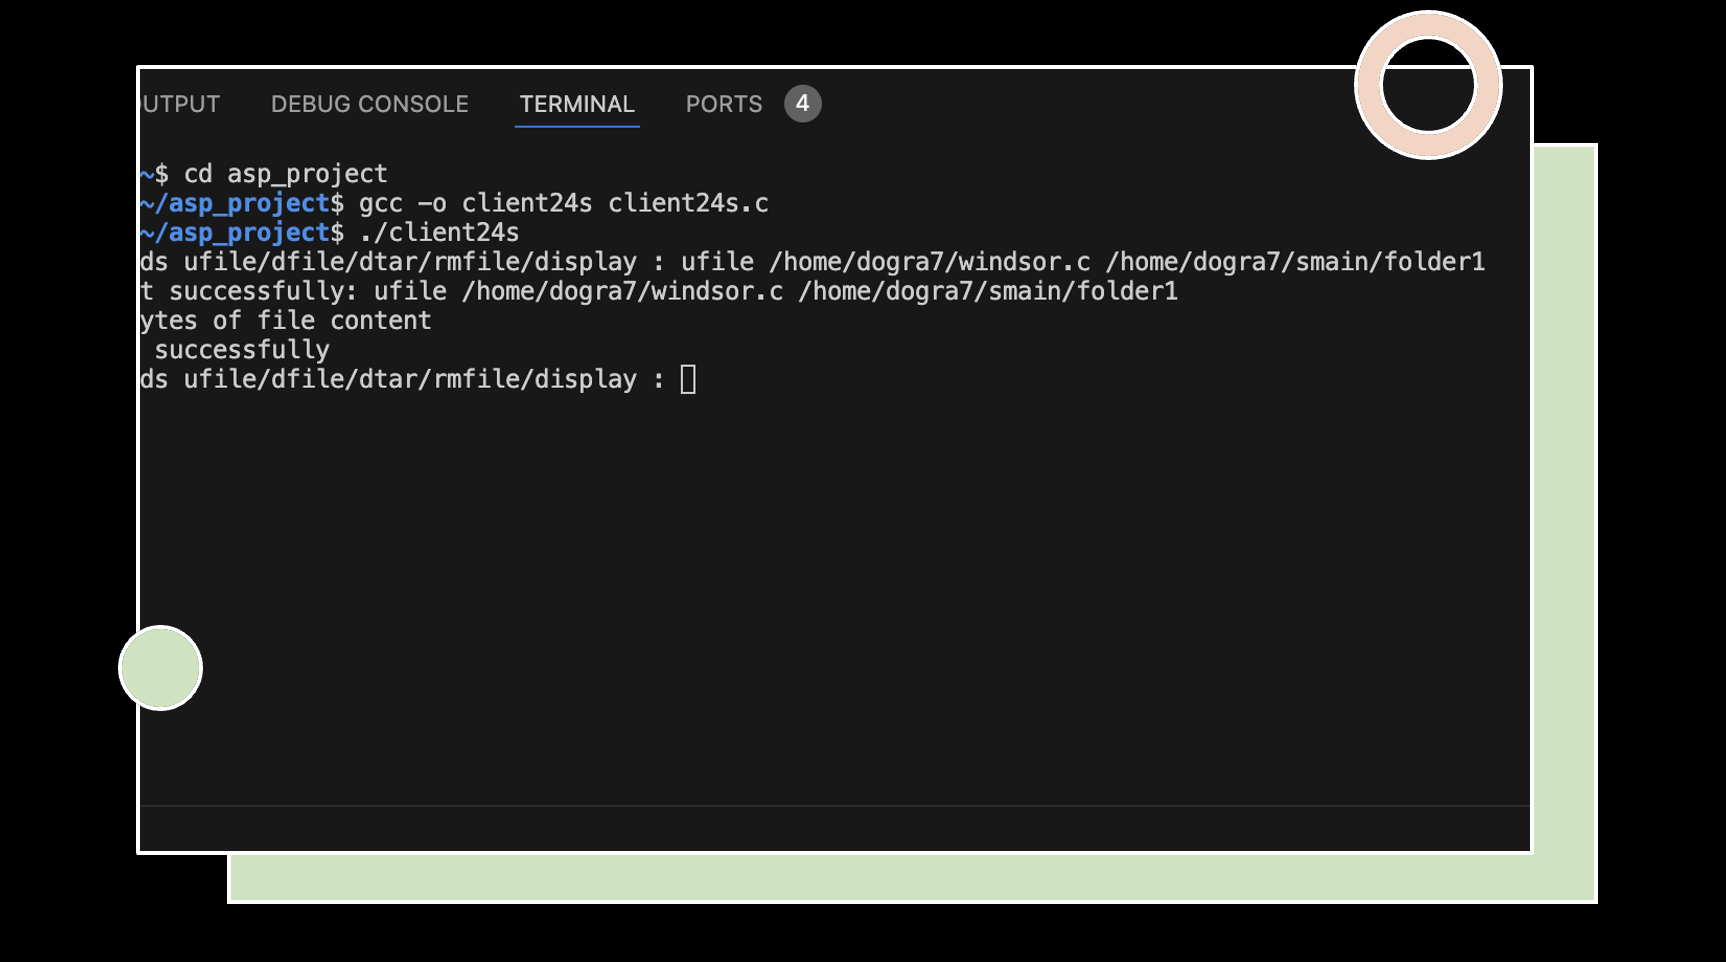 UTPUT DEBUG CONSOLE TERMINAL PORTS 4
~$ cd asp_project
~/asp_project$ gcc -o client24s client24s.c
~/asp_project$ ./client24s
ds ufile/dfile/dtar/rmfile/display : ufile /home/dogra7/windsor.c /home/dogra7/smain/folder1
t successfully: ufile /home/dogra7/windsor.c /home/dogra7/smain/folder1
ytes of file content
successfully
ds ufile/dfile/dtar/rmfile/display :